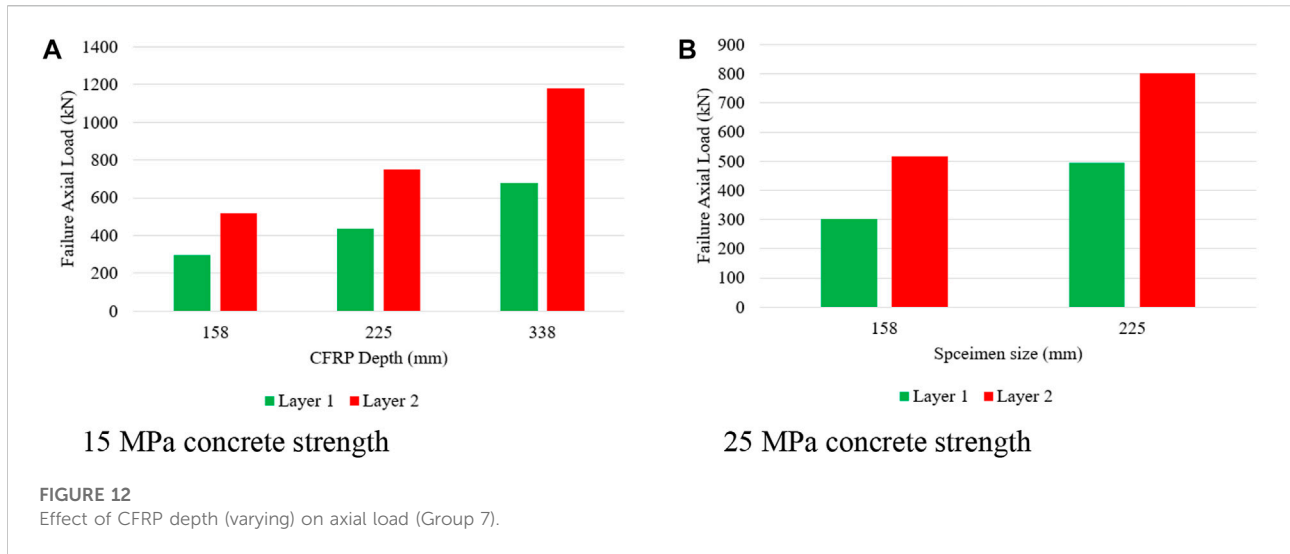 A
Failure Axial Load (kN)
1400
1200
1000
800
600
400
200
0
158 225 338
CFRP Depth (mm)
Layer 1 Layer 2
15 MPa concrete strength
B
Failure Axial Load (kN)
900
800
700
600
500
400
300
200
100
0
158 225
Spceimen size (mm)
Layer 1 Layer 2
25 MPa concrete strength
FIGURE 12
Effect of CFRP depth (varying) on axial load (Group 7).